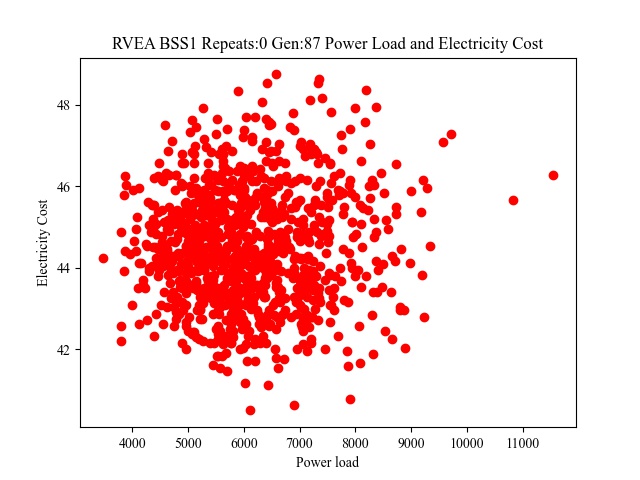 RVEA BSS1 Repeats:0 Gen:87 Power Load and Electricity Cost
48
46
44
42
Electricity Cost
4000 5000 6000 7000 8000 9000 10000 11000
Power load